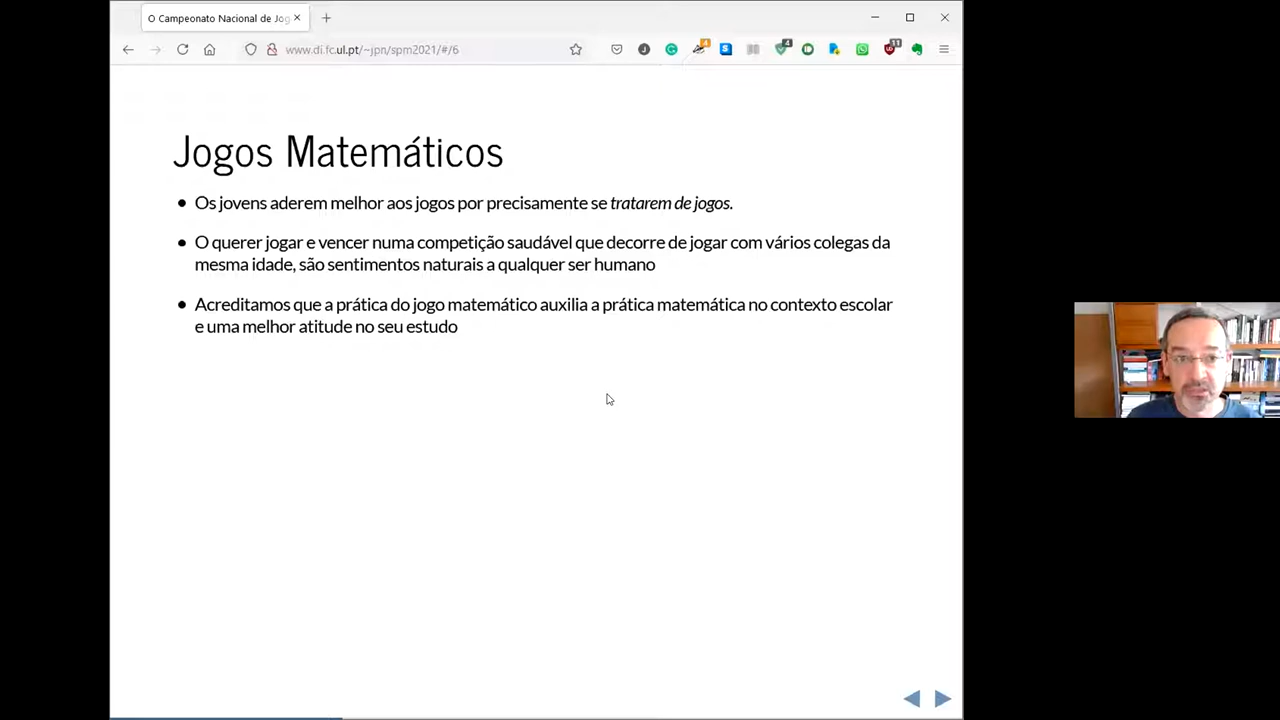 O Campeonato Nacional de Jog
www.di.fc.ul.pt/~jpn/spm2021/#/6
4
4
11
Jogos Matemáticos
Os jovens aderem melhor aos jogos por precisamente se tratarem de jogos.
O querer jogar e vencer numa competição saudável que decorre de jogar com vários colegas da
mesma idade, são sentimentos naturais a qualquer ser humano
Acreditamos que a prática do jogo matemático auxilia a prática matemática no contexto escolar
e uma melhor atitude no seu estudo